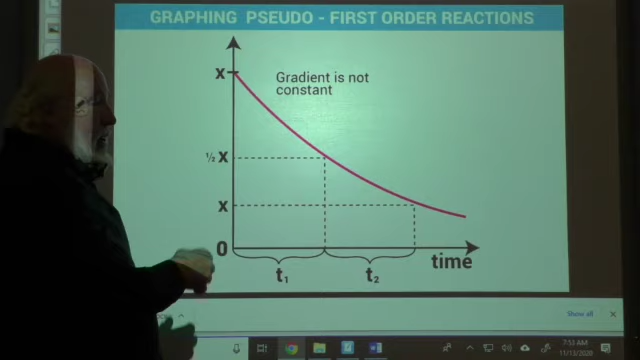 GRAPHING PSEUDO - FIRST ORDER REACTIONS
X
Gradient is not
constant
½ X
X
0
time
t₁
t₂
Show all
7:53 AM
11/13/2020